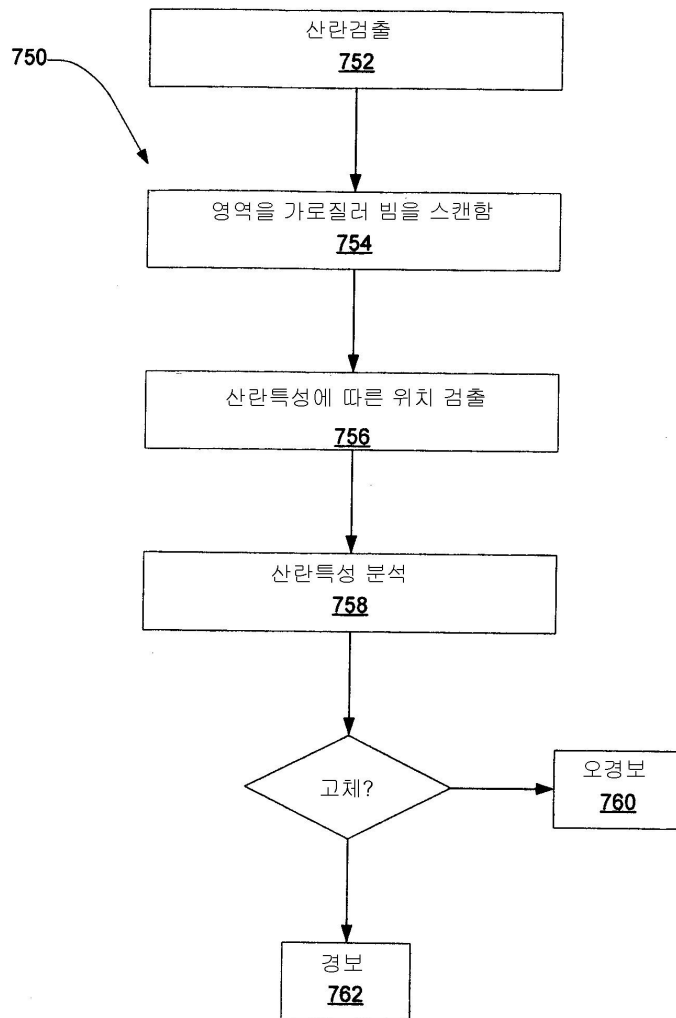 산란검출
752
750
영역을 가로질러 빔을 스캔함
754
산란특성에 따른 위치 검출
756
산란특성 분석
758
고체?
오경보
760
경보
762